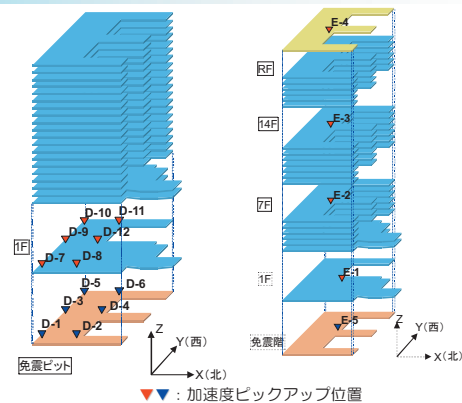 D-10
D-11
1F
D-9
D-12
D-7
D-8
D-5
D-6
D-3
D-4
D-1
D-2
免震ピット
Z
Y(西)
X(北)
E-4
RF
14F
E-3
7F
E-2
1F
E-1
免震階
E-5
Z
Y(西)
X(北)
▼▼：加速度ピックアップ位置